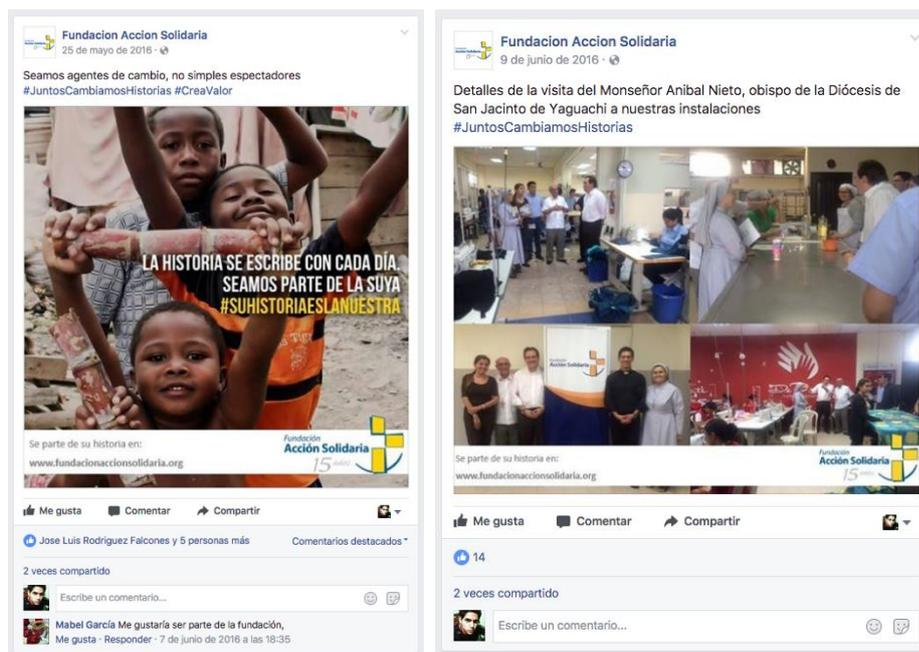 Fundacion Accion Solidaria
25 de mayo de 2016
Seamos agentes de cambio, no simples espectadores
#JuntosCambiamosHistorias #CreaValor
LA HISTORIA SE ESCRIBE CON CADA DÍA.
SEAMOS PARTE DE LA SUYA
#SUHISTORIAESLANUESTRA
Se parte de su historia en:
www.fundacionaccionsolidaria.org
Fundación
Acción Solidaria
15 años
Me gusta Comentar Compartir
Jose Luis Rodriguez Falcones y 5 personas más Comentarios destacados
2 veces compartido
Escribe un comentario...
Mabel García Me gustaría ser parte de la fundación,
Me gusta · Responder · 7 de junio de 2016 a las 18:35
Fundacion Accion Solidaria
9 de junio de 2016
Detalles de la visita del Monseñor Anibal Nieto, obispo de la Diócesis de
San Jacinto de Yaguachi a nuestras instalaciones
#JuntosCambiamosHistorias
Fundación
Acción Solidaria
Se parte de su historia en:
www.fundacionaccionsolidaria.org
Fundación
Acción Solidaria
15 años
Me gusta Comentar Compartir
14
2 veces compartido
Escribe un comentario...